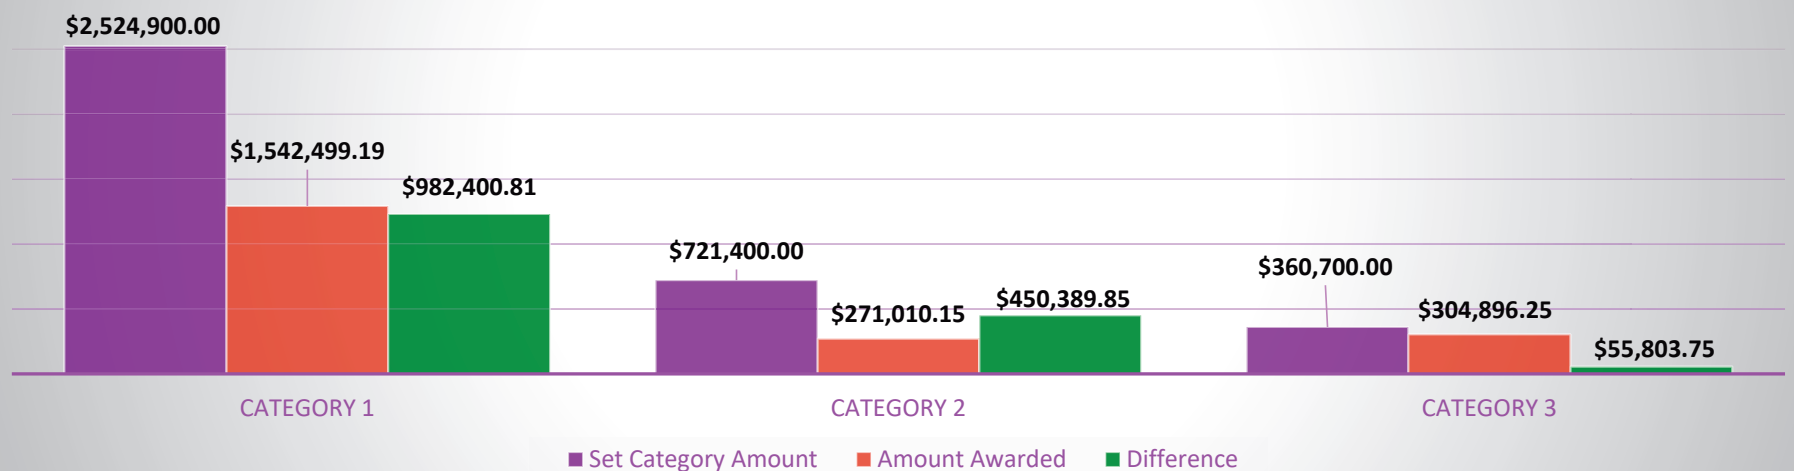 $2,524,900.00
$1,542,499.19
$982,400.81
$721,400.00
$271,010.15
$450,389.85
$360,700.00
$304,896.25
$55,803.75
CATEGORY 1
CATEGORY 2
CATEGORY 3
Set Category Amount
Amount Awarded
Difference